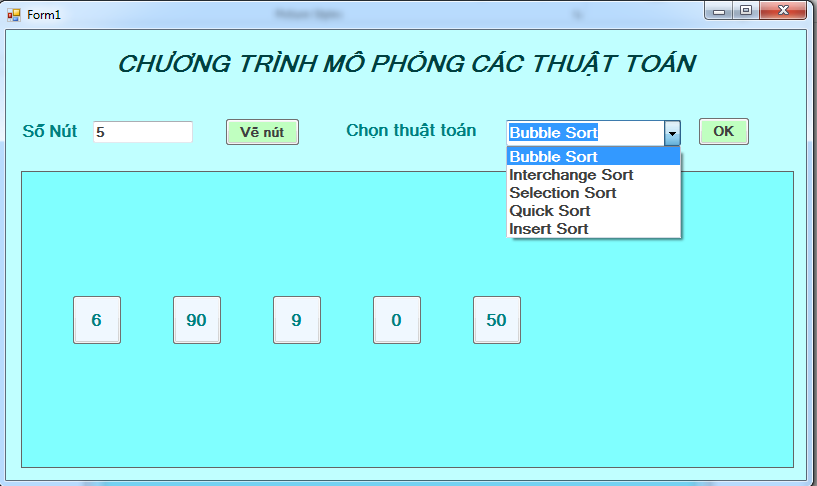 Form1
CHƯƠNG TRÌNH MÔ PHỎNG CÁC THUẬT TOÁN
Số Nút 5 Vẽ nút Chọn thuật toán Bubble Sort OK
Bubble Sort
Interchange Sort
Selection Sort
Quick Sort
Insert Sort
6 90 9 0 50